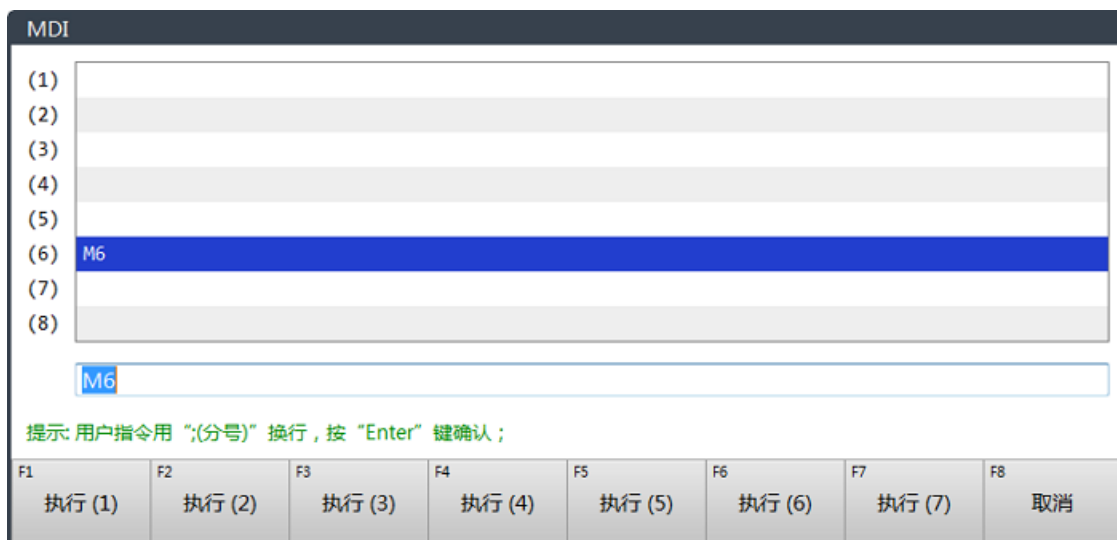 MDI
(1)
(2)
(3)
(4)
(5)
(6) M6
(7)
(8)
M6
提示: 用户指令用“;(分号)”换行，按“Enter”键确认；
F1 F2 F3 F4 F5 F6 F7 F8
执行 (1) 执行 (2) 执行 (3) 执行 (4) 执行 (5) 执行 (6) 执行 (7) 取消